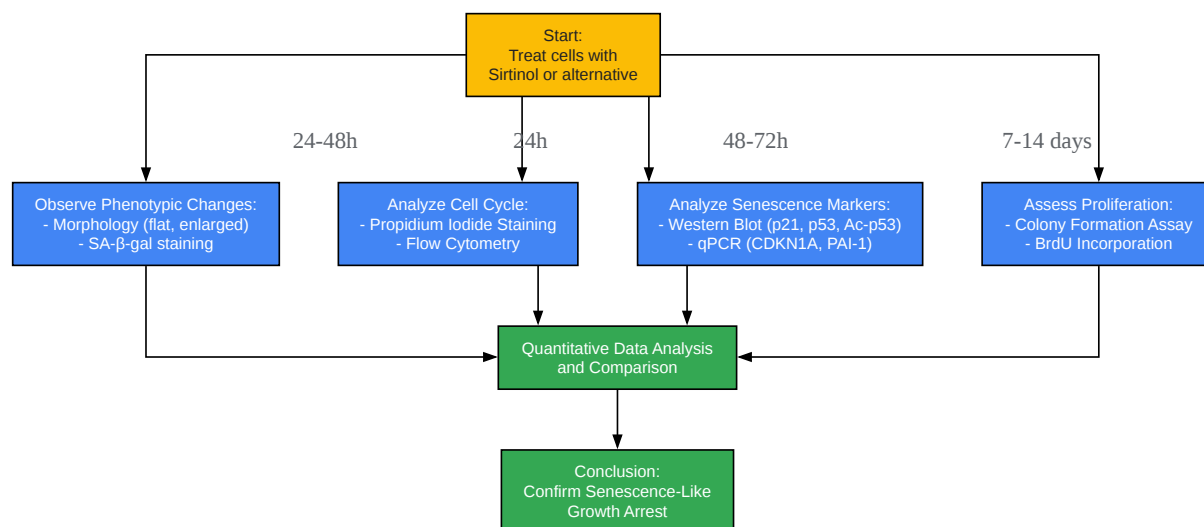 Start:
Treat cells with
Sirtinol or alternative
24-48h
24h
48-72h
7-14 days
Observe Phenotypic Changes:
- Morphology (flat, enlarged)
- SA-β-gal staining
Analyze Cell Cycle:
- Propidium Iodide Staining
- Flow Cytometry
Analyze Senescence Markers:
- Western Blot (p21, p53, Ac-p53)
- qPCR (CDKN1A, PAI-1)
Assess Proliferation:
- Colony Formation Assay
- BrdU Incorporation
Quantitative Data Analysis
and Comparison
Conclusion:
Confirm Senescence-Like
Growth Arrest